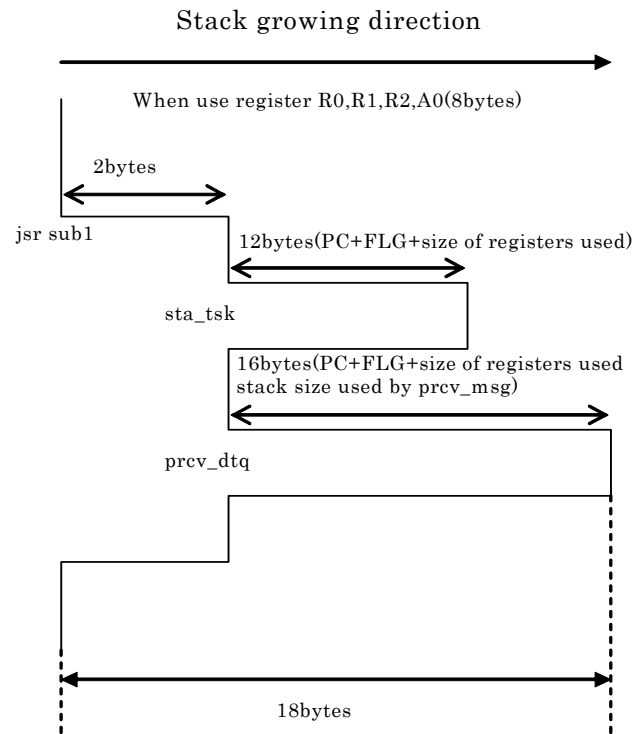 Stack growing direction
When use register R0,R1,R2,A0(8bytes)
2bytes
jsr sub1
12bytes(PC+FLG+size of registers used)
sta_tsk
16bytes(PC+FLG+size of registers used
stack size used by prcv_msg)
prcv_dtq
18bytes